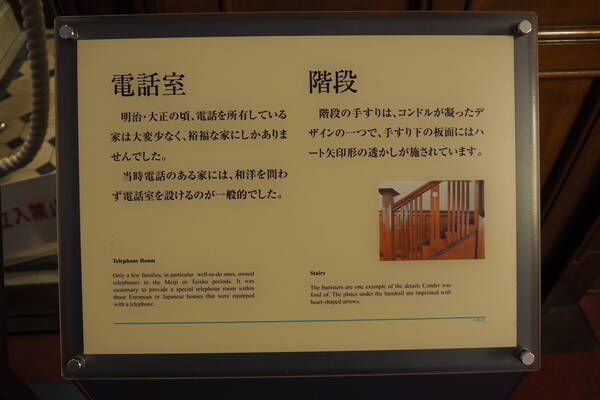 電話室
明治・大正の頃、電話を所有している
家は大変少なく、裕福な家にしかありま
せんでした。
当時電話のある家には、和洋を問わ
ず電話室を設けるのが一般的でした。
Telephone Room
Only a few families, in particular well-to-do ones, owned
telephones in the Meiji or Taisho periods. It was
customary to provide a special telephone room within
those European or Japanese houses that were equipped
with a telephone.
階段
階段の手すりは、コンドルが凝ったデ
ザインの一つで、手すり下の板面にはハ
ート矢印形の透かしが施されています。
Stairs
The banisters are one example of the details Conder was
fond of. The plates under the handrail are imprinted with
heart-shaped arrows.
立入禁止